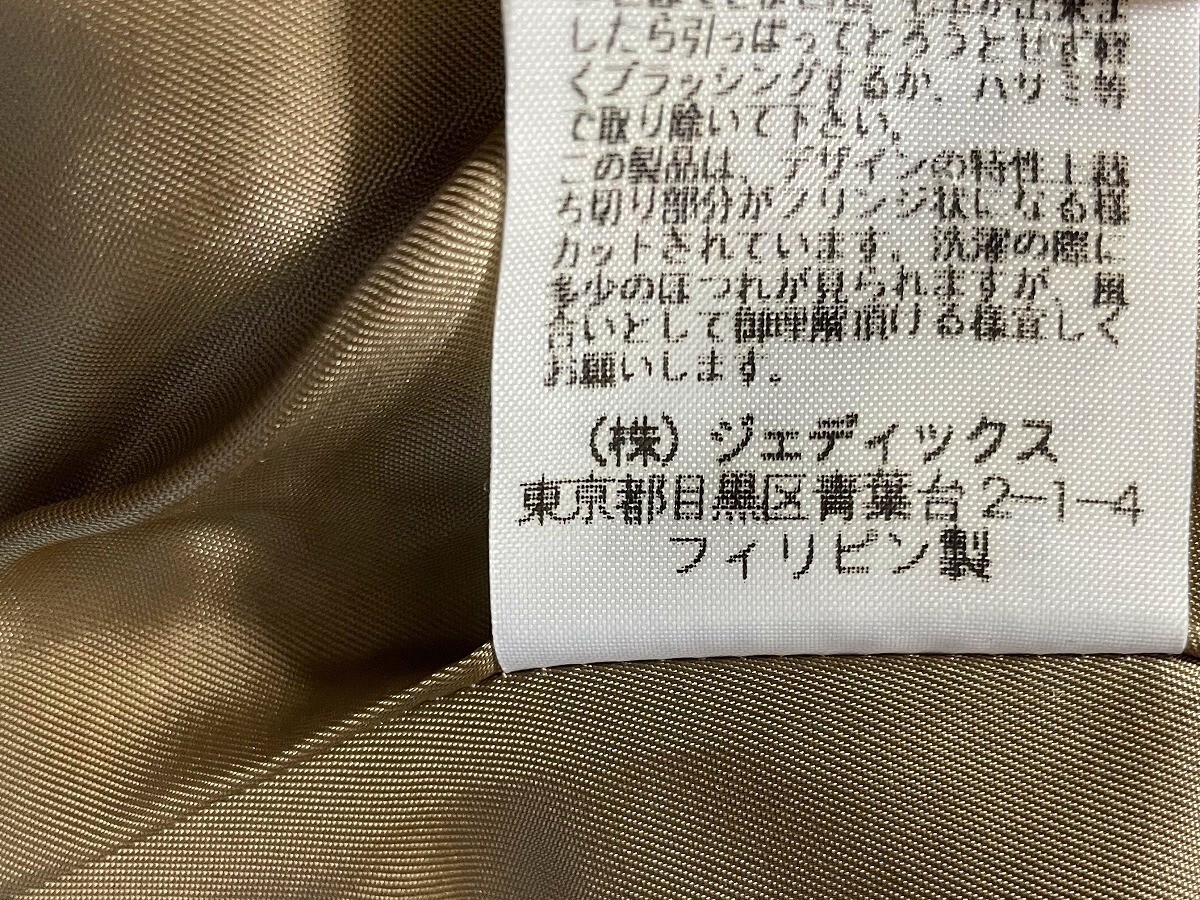 したら引っぱってとろうとせず軽
くブラッシングするか、ハサミ等
で取り除いて下さい。
この製品は、デザインの特性上裁
ち切り部分がフリンジ状になる様
カットされています。洗濯の際に
多少のほつれが見られますが、風
合いとして御理解頂ける様宜しく
お願いします。
(株)ジェディックス
東京都目黒区青葉台2-1-4
フィリピン製